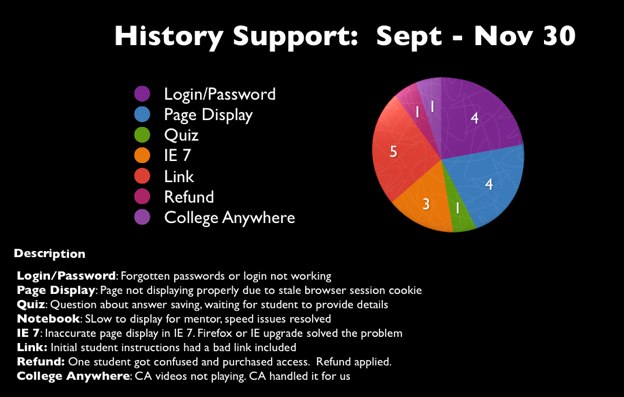 History Support:  Sept - Nov 30
Login/Password
Page Display
Quiz
IE 7
Link
Refund
College Anywhere
4
4
1
3
5
1
1
Description
Login/Password: Forgotten passwords or login not working
Page Display: Page not displaying properly due to stale browser session cookie
Quiz: Question about answer saving, waiting for student to provide details
Notebook: SLow to display for mentor, speed issues resolved
IE 7: Inaccurate page display in IE 7. Firefox or IE upgrade solved the problem
Link: Initial student instructions had a bad link included
Refund: One student got confused and purchased access.  Refund applied.
College Anywhere: CA videos not playing. CA handled it for us